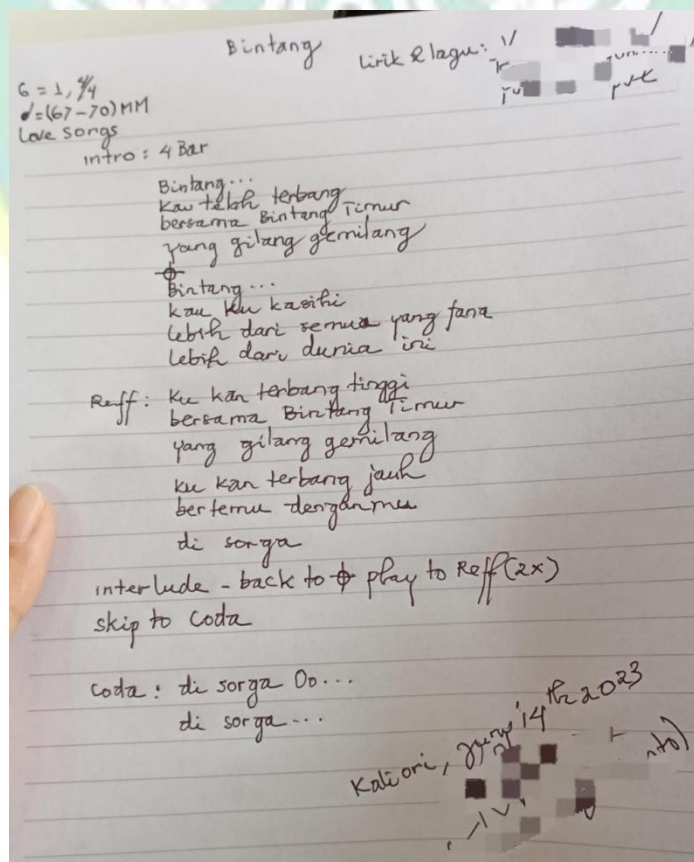 Bintang
Lirik & lagu:
G = 1, 4/4
♩=(67-70) MM
Love songs
intro: 4 Bar
Bintang...
Kau telah terbang
bersama Bintang Timur
yang gilang gemilang
Bintang...
kau ku kasihi
lebih dari semua yang fana
lebih dari dunia ini
Reff: ku kan terbang tinggi
bersama Bintang Timur
yang gilang gemilang
ku kan terbang jauh
bertemu denganmu
di sorga
interlude - back to 𝄌 play to Reff (2x)
skip to Coda
Coda: di sorga Oo...
di sorga...
Kaliori, 14th 2023